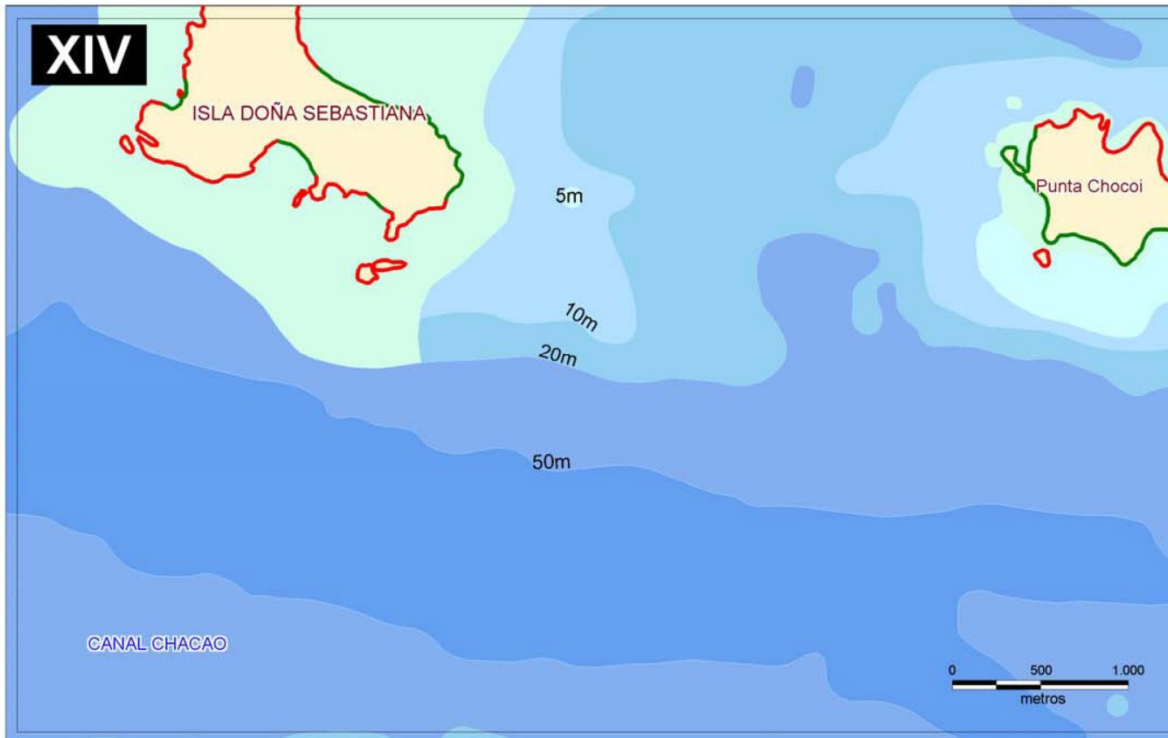 XIV
ISLA DOÑA SEBASTIANA
Punta Chocoi
5m
10m
20m
50m
CANAL CHACAO
0 500 1.000
metros